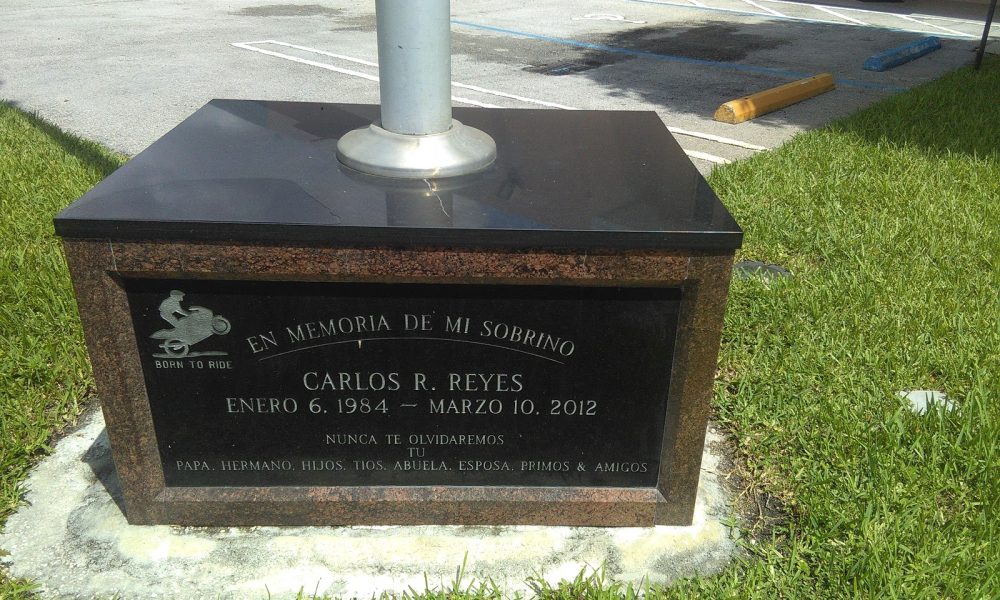 EN MEMORIA DE MI SOBRINO
BORN TO RIDE
CARLOS R. REYES
ENERO 6, 1984 – MARZO 10, 2012
NUNCA TE OLVIDAREMOS
TU
PAPA, HERMANO, HIJOS, TIOS, ABUELA, ESPOSA, PRIMOS & AMIGOS